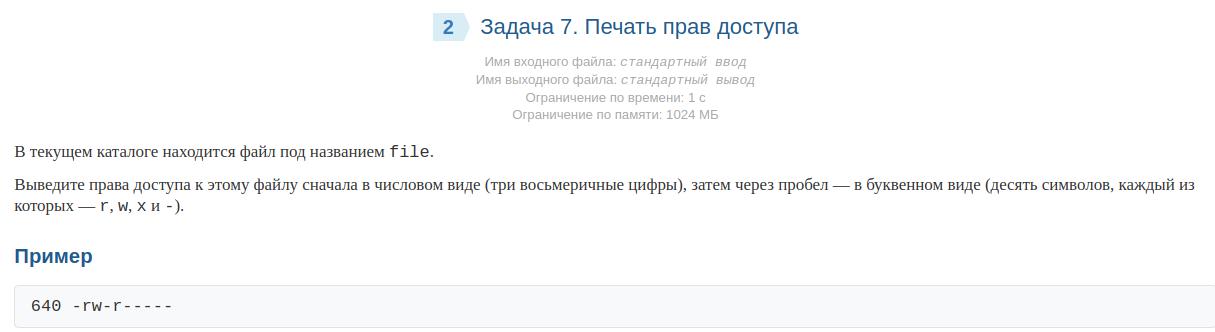 2 Задача 7. Печать прав доступа
Имя входного файла: стандартный ввод
Имя выходного файла: стандартный вывод
Ограничение по времени: 1 с
Ограничение по памяти: 1024 МБ
В текущем каталоге находится файл под названием file.
Выведите права доступа к этому файлу сначала в числовом виде (три восьмеричные цифры), затем через пробел — в буквенном виде (десять символов, каждый из
которых — r, w, x и -).
Пример
640 -rw-r-----